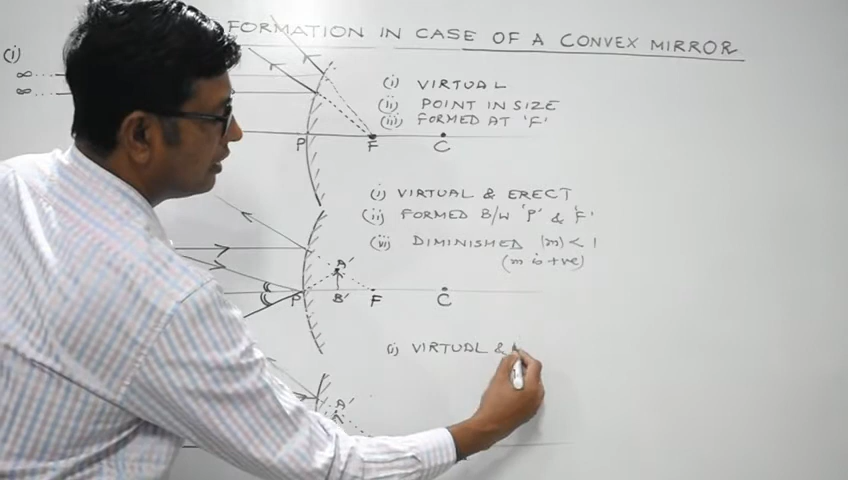 FORMATION IN CASE OF A CONVEX MIRROR
(i)
∞
∞
(i) VIRTUAL
(ii) POINT IN SIZE
(iii) FORMED AT 'F'
P F C
(i) VIRTUAL & ERECT
(ii) FORMED B/W 'P' & 'F'
(iii) DIMINISHED (m) < 1
(m is +ve)
A'
P B' F C
(i) VIRTUAL &
A'